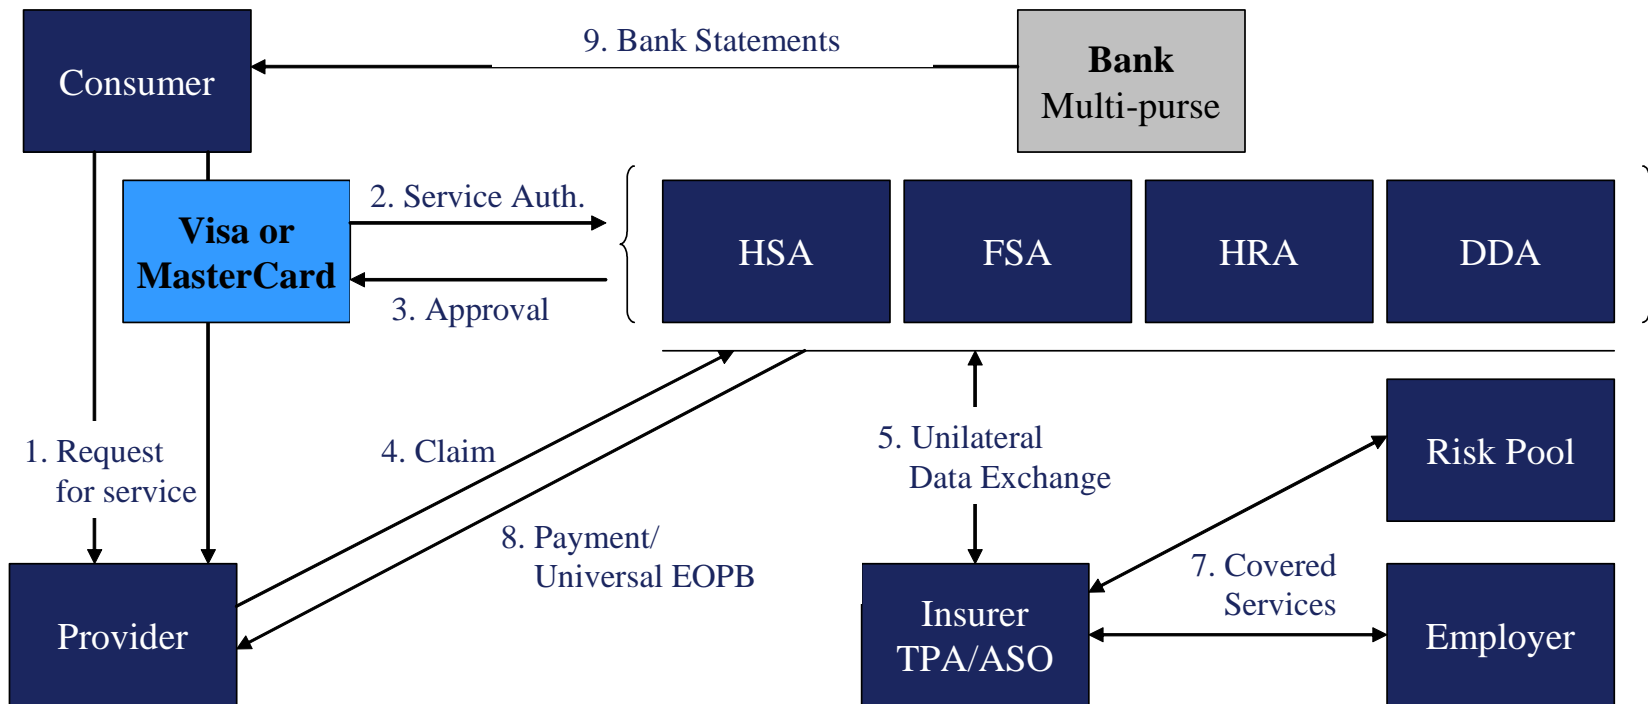 9. Bank Statements
Consumer
Bank
Multi-purse
2. Service Auth.
Visa or
MasterCard
3. Approval
HSA
FSA
HRA
DDA
1. Request
for service
4. Claim
5. Unilateral
Data Exchange
Risk Pool
8. Payment/
Universal EOPB
7. Covered
Services
Provider
Insurer
TPA/ASO
Employer